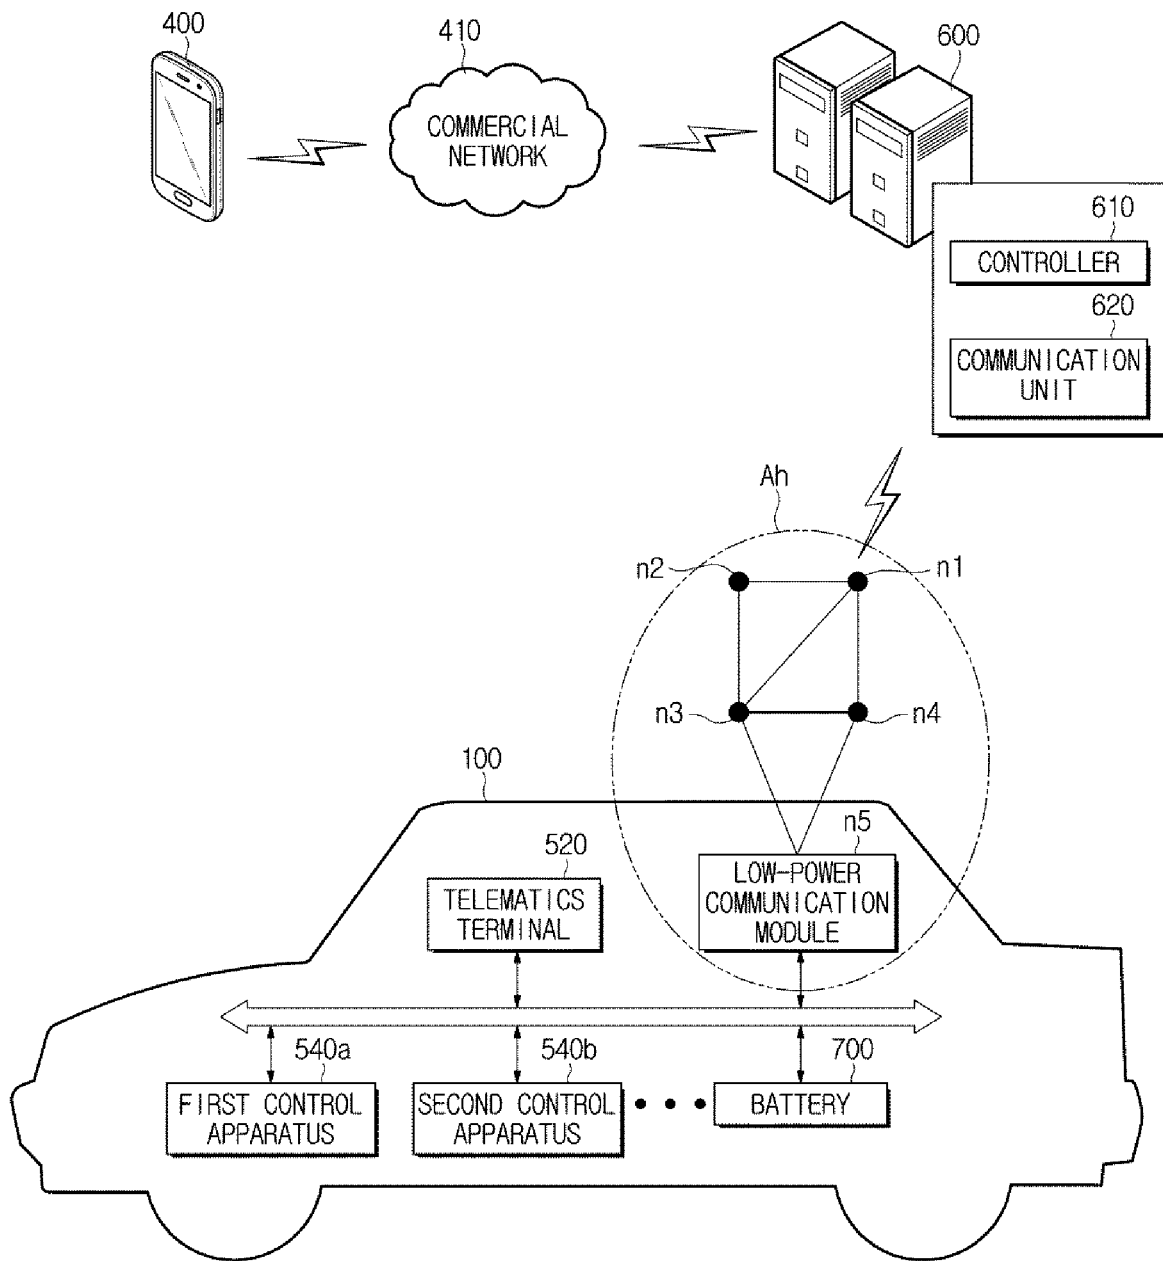 400
410
600
COMMERCIAL
NETWORK
610
CONTROLLER
620
COMMUNICATION
UNIT
Ah
n2
n1
n3
n4
100
n5
520
LOW-POWER
COMMUNICATION
MODULE
TELEMATICS
TERMINAL
540a
540b
700
FIRST CONTROL
APPARATUS
SECOND CONTROL
APPARATUS
BATTERY